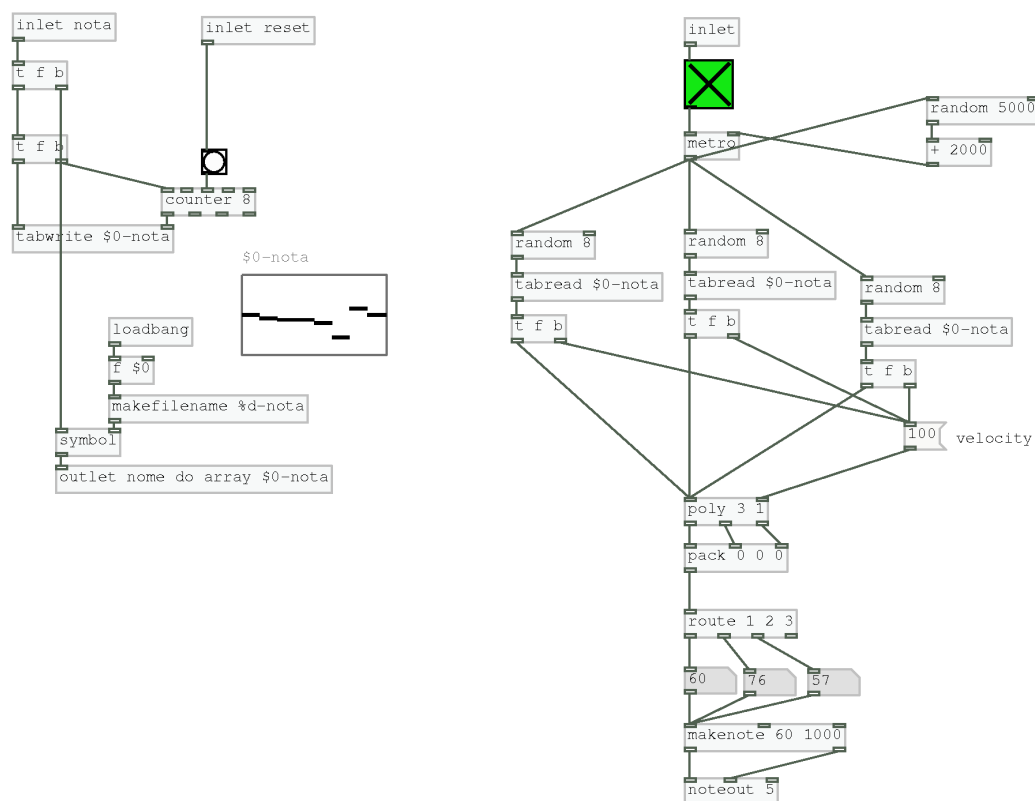 inlet nota
inlet reset
t f b
t f b
counter 8
tabwrite $0-nota
$0-nota
loadbang
f $0
makefilename %d-nota
symbol
outlet nome do array $0-nota
inlet
metro
random 5000
+ 2000
random 8
tabread $0-nota
t f b
random 8
tabread $0-nota
t f b
random 8
tabread $0-nota
t f b
100
velocity
poly 3 1
pack 0 0 0
route 1 2 3
60
76
57
makenote 60 1000
noteout 5